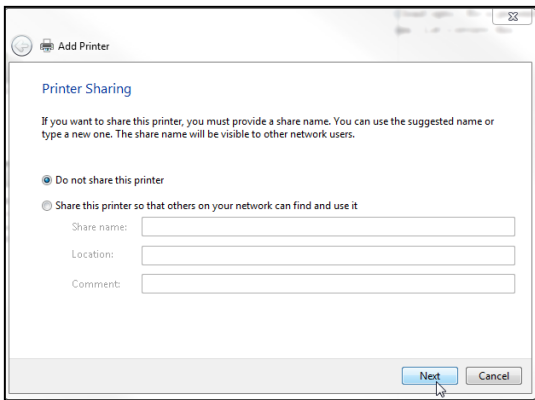 Add Printer
Printer Sharing
If you want to share this printer, you must provide a share name. You can use the suggested name or
type a new one. The share name will be visible to other network users.
Do not share this printer
Share this printer so that others on your network can find and use it
Share name:
Location:
Comment:
Next Cancel